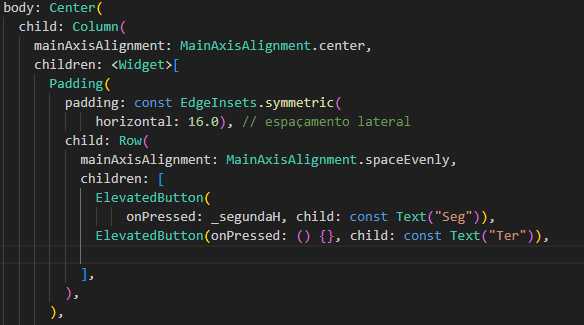 body: Center(
child: Column(
mainAxisAlignment: MainAxisAlignment.center,
children: <Widget>[
Padding(
padding: const EdgeInsets.symmetric(
horizontal: 16.0), // espaçamento lateral
child: Row(
mainAxisAlignment: MainAxisAlignment.spaceEvenly,
children: [
ElevatedButton(
onPressed: _segundaH, child: const Text("Seg")),
ElevatedButton(onPressed: () {}, child: const Text("Ter")),
],
),
),